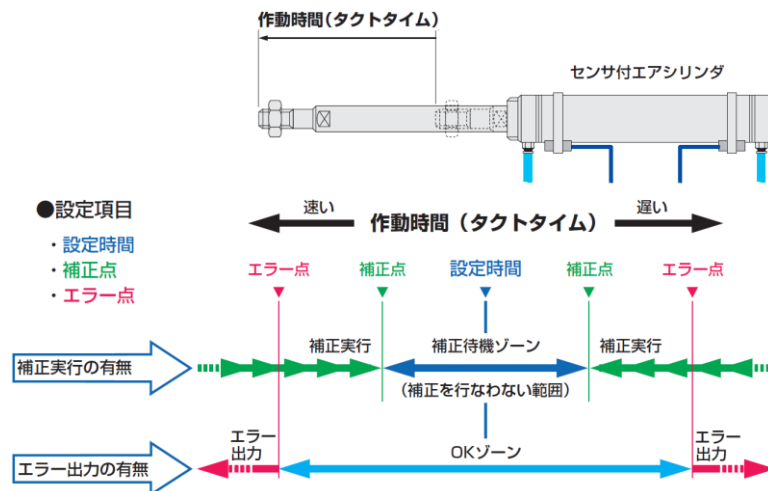 作動時間(タクトタイム)
センサ付エアシリンダ
●設定項目
・設定時間
・補正点
・エラー点
速い
作動時間(タクトタイム)
遅い
エラー点
補正点
設定時間
補正点
エラー点
補正実行の有無
補正実行
補正待機ゾーン
補正実行
(補正を行なわない範囲)
エラー出力の有無
エラー
出力
OKゾーン
エラー
出力